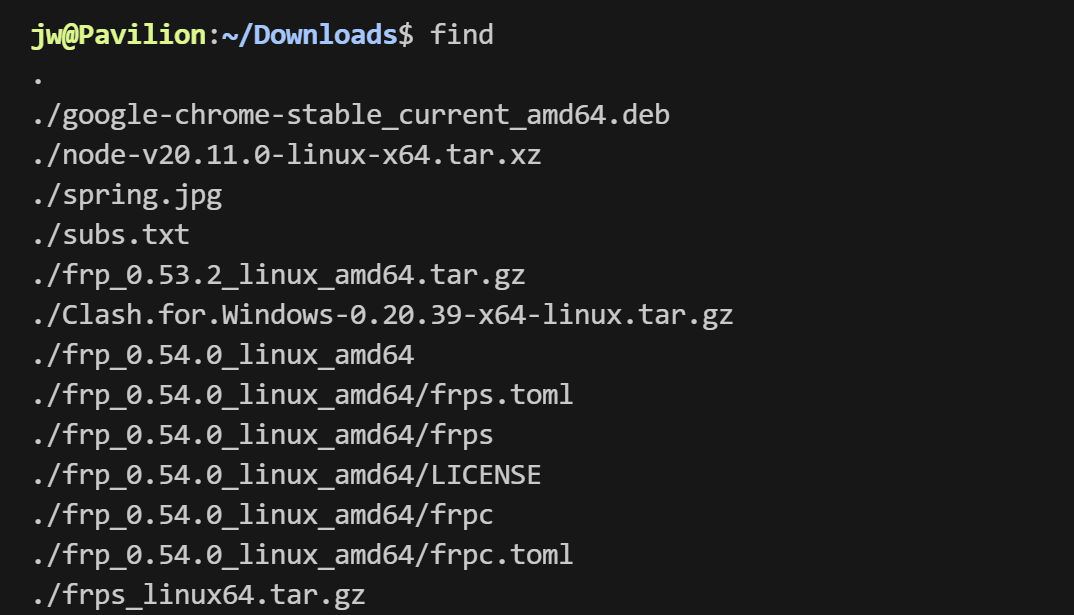 jw@Pavilion:~/Downloads$ find
.
./google-chrome-stable_current_amd64.deb
./node-v20.11.0-linux-x64.tar.xz
./spring.jpg
./subs.txt
./frp_0.53.2_linux_amd64.tar.gz
./Clash.for.Windows-0.20.39-x64-linux.tar.gz
./frp_0.54.0_linux_amd64
./frp_0.54.0_linux_amd64/frps.toml
./frp_0.54.0_linux_amd64/frps
./frp_0.54.0_linux_amd64/LICENSE
./frp_0.54.0_linux_amd64/frpc
./frp_0.54.0_linux_amd64/frpc.toml
./frps_linux64.tar.gz